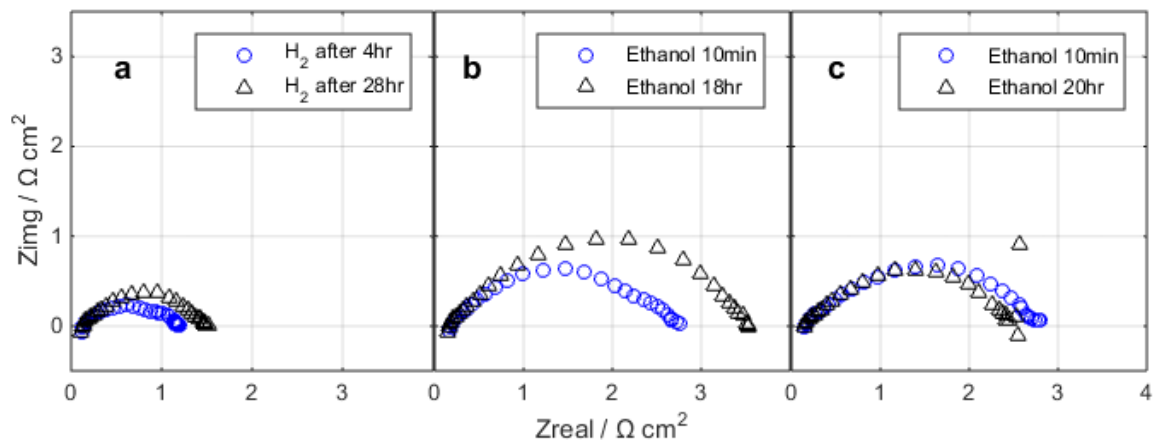 a
H₂ after 4hr
H₂ after 28hr
b
Ethanol 10min
Ethanol 18hr
c
Ethanol 10min
Ethanol 20hr
Zimg / Ω cm²
3
2
1
0
0 1 2 3 0 1 2 3 0 1 2 3 4
Zreal / Ω cm²